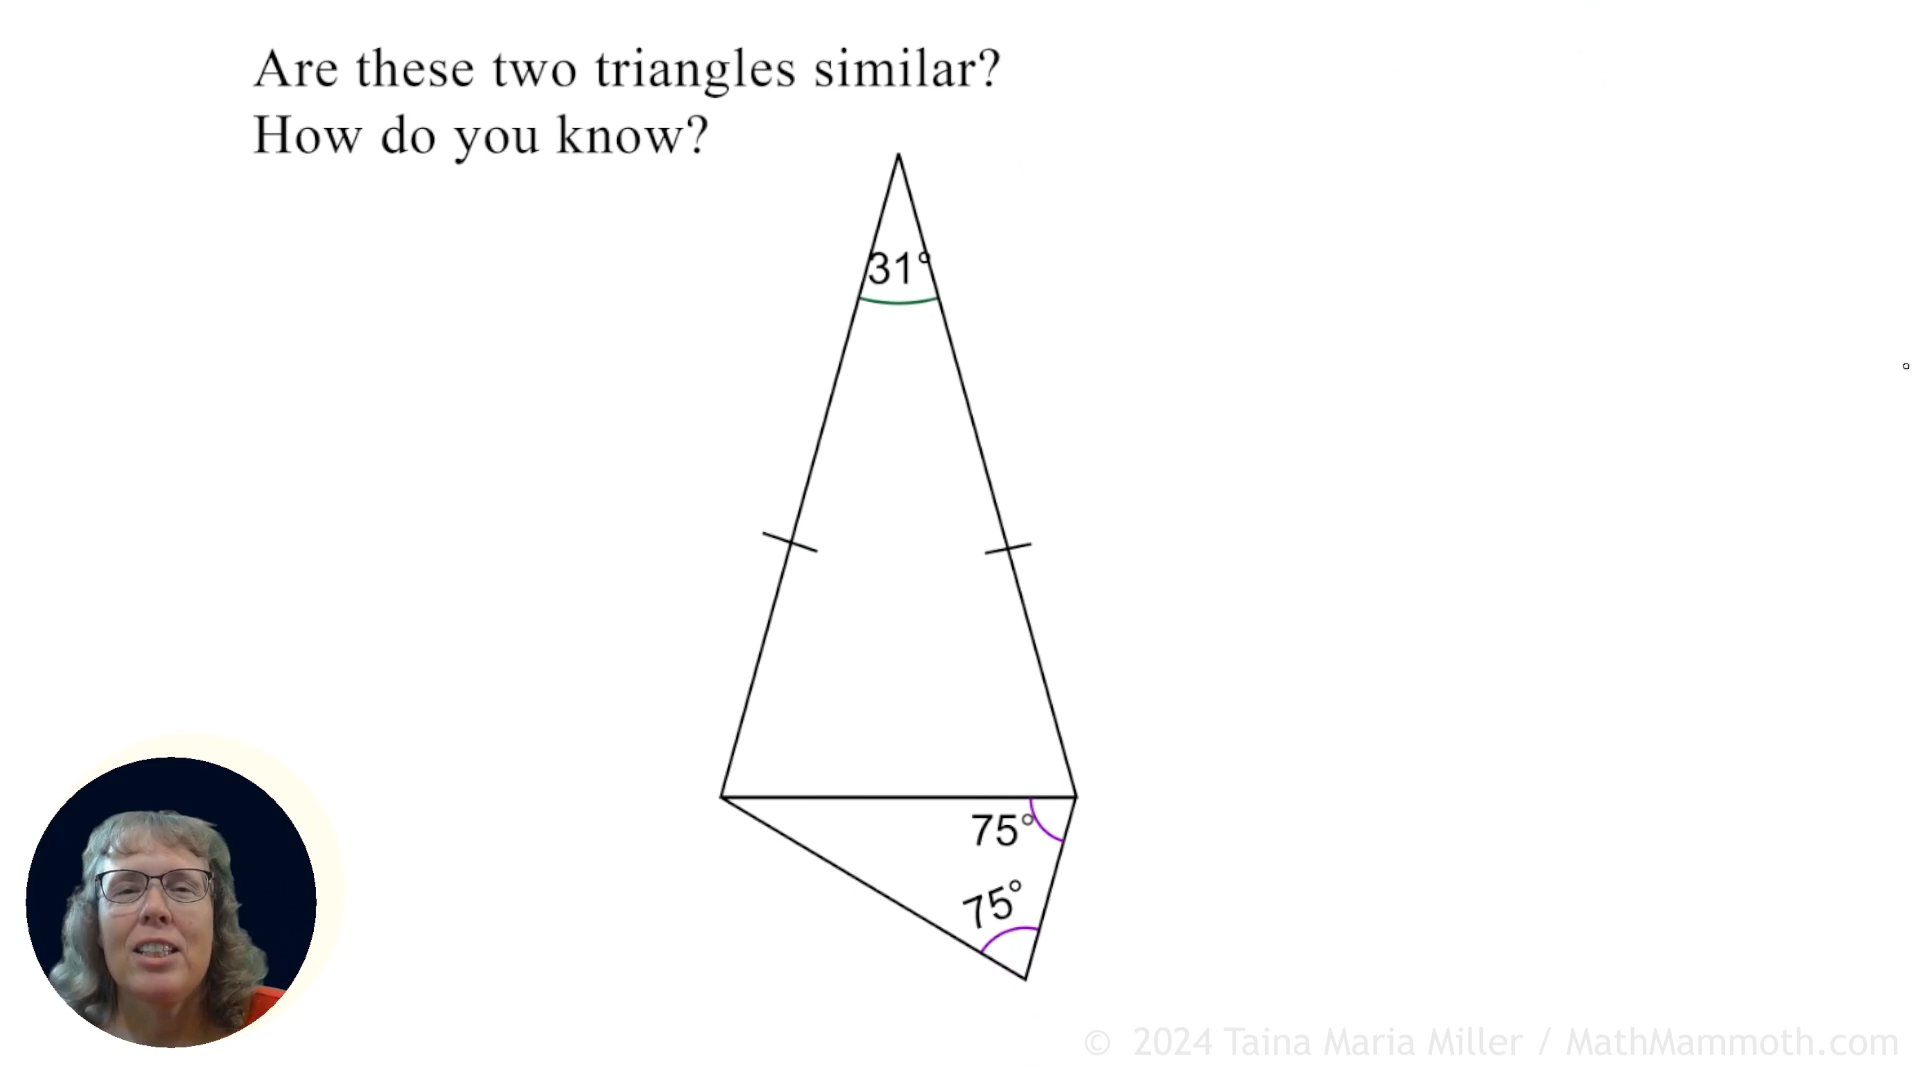 Are these two triangles similar?
How do you know?
31°
75°
75°
© 2024 Taina Maria Miller / MathMammoth.com